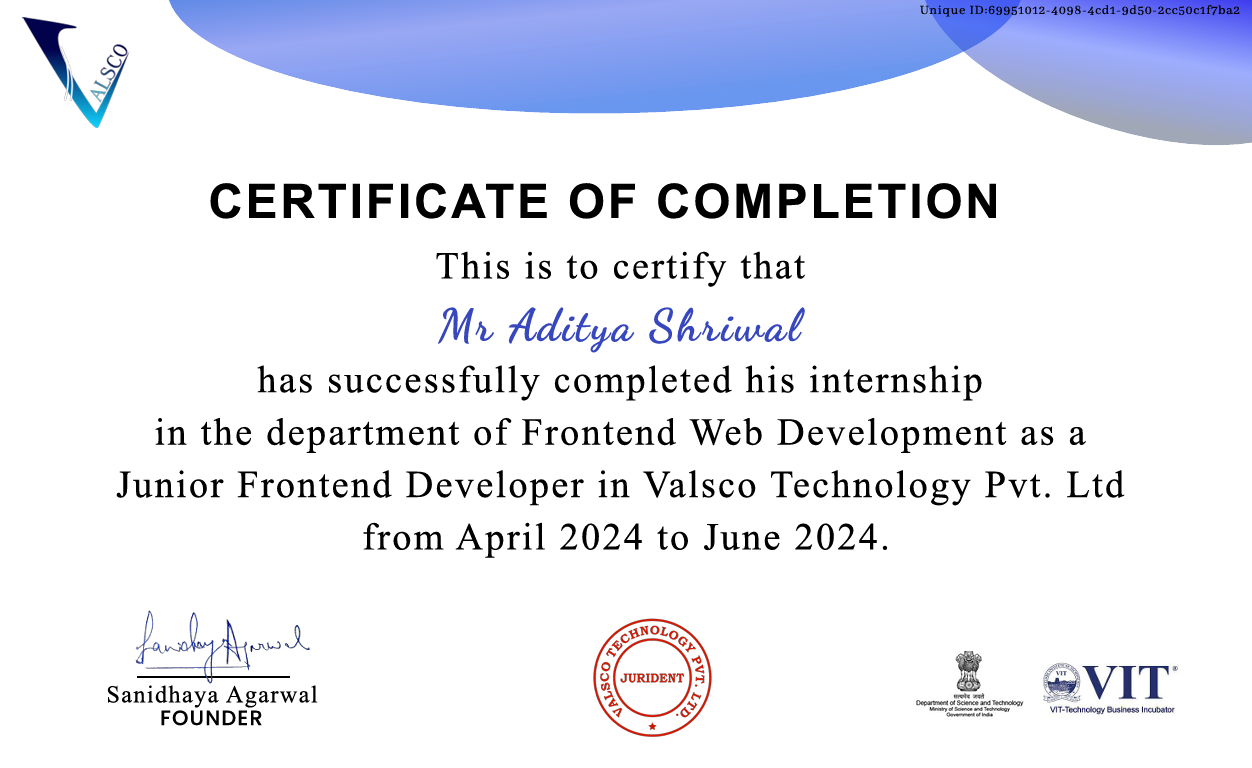 Unique ID:69951012-4098-4cd1-9d50-2cc50c1f7ba2
VALSCO
CERTIFICATE OF COMPLETION
This is to certify that
Mr Aditya Shriwal
has successfully completed his internship
in the department of Frontend Web Development as a
Junior Frontend Developer in Valsco Technology Pvt. Ltd
from April 2024 to June 2024.
Sanidhaya Agarwal
FOUNDER
VALSCO TECHNOLOGY PVT. LTD.
JURIDENT
सत्यमेव जयते
Department of Science and Technology
Ministry of Science and Technology
Government of India
VIT
VIT®
VIT-Technology Business Incubator